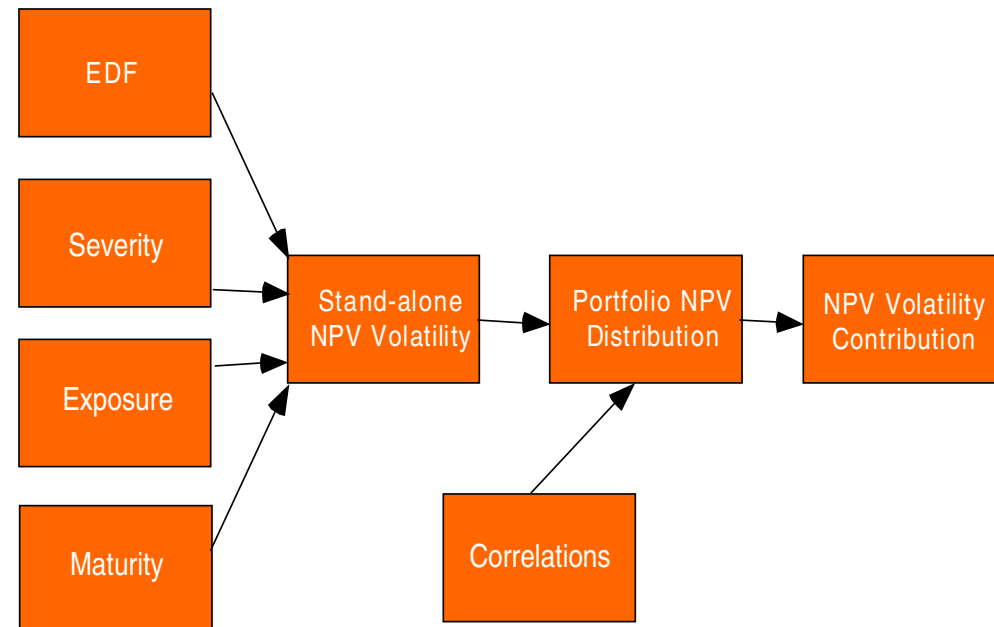 EDF
Severity
Exposure
Maturity
Stand-alone
NPV Volatility
Portfolio NPV
Distribution
NPV Volatility
Contribution
Correlations